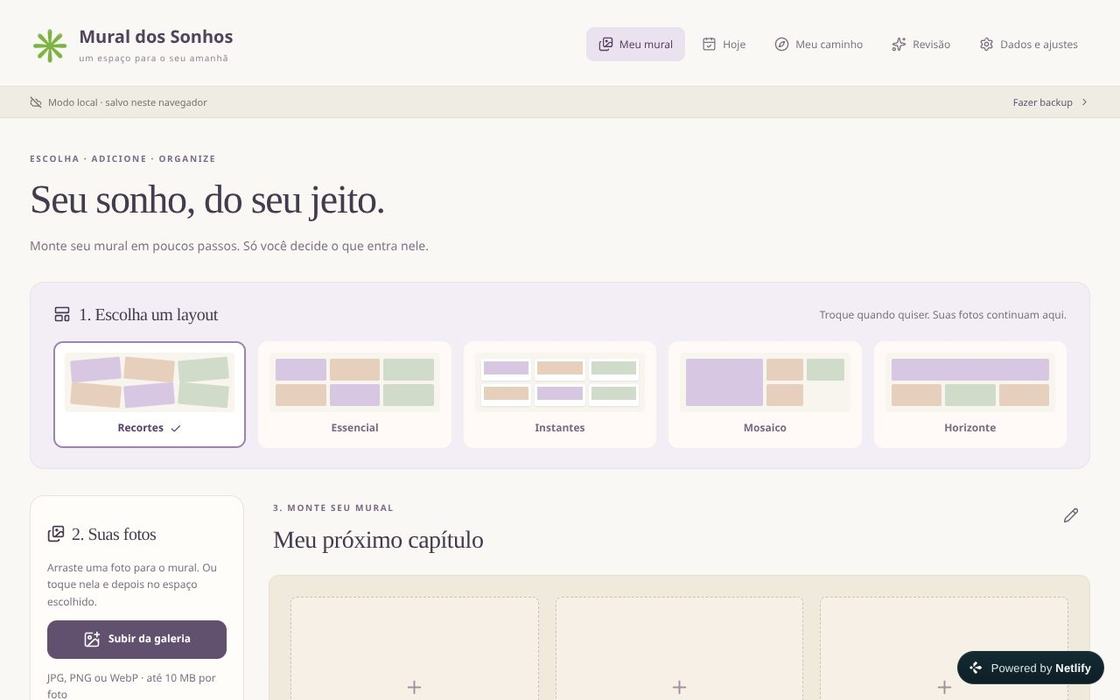 Mural dos Sonhos
um espaço para o seu amanhã
Meu mural
Hoje
Meu caminho
Revisão
Dados e ajustes
Modo local · salvo neste navegador
Fazer backup
ESCOLHA · ADICIONE · ORGANIZE
Seu sonho, do seu jeito.
Monte seu mural em poucos passos. Só você decide o que entra nele.
1. Escolha um layout
Troque quando quiser. Suas fotos continuam aqui.
Recortes
Essencial
Instantes
Mosaico
Horizonte
2. Suas fotos
Arraste uma foto para o mural. Ou
toque nela e depois no espaço
escolhido.
Subir da galeria
JPG, PNG ou WebP · até 10 MB por
foto
3. MONTE SEU MURAL
Meu próximo capítulo
Powered by Netlify